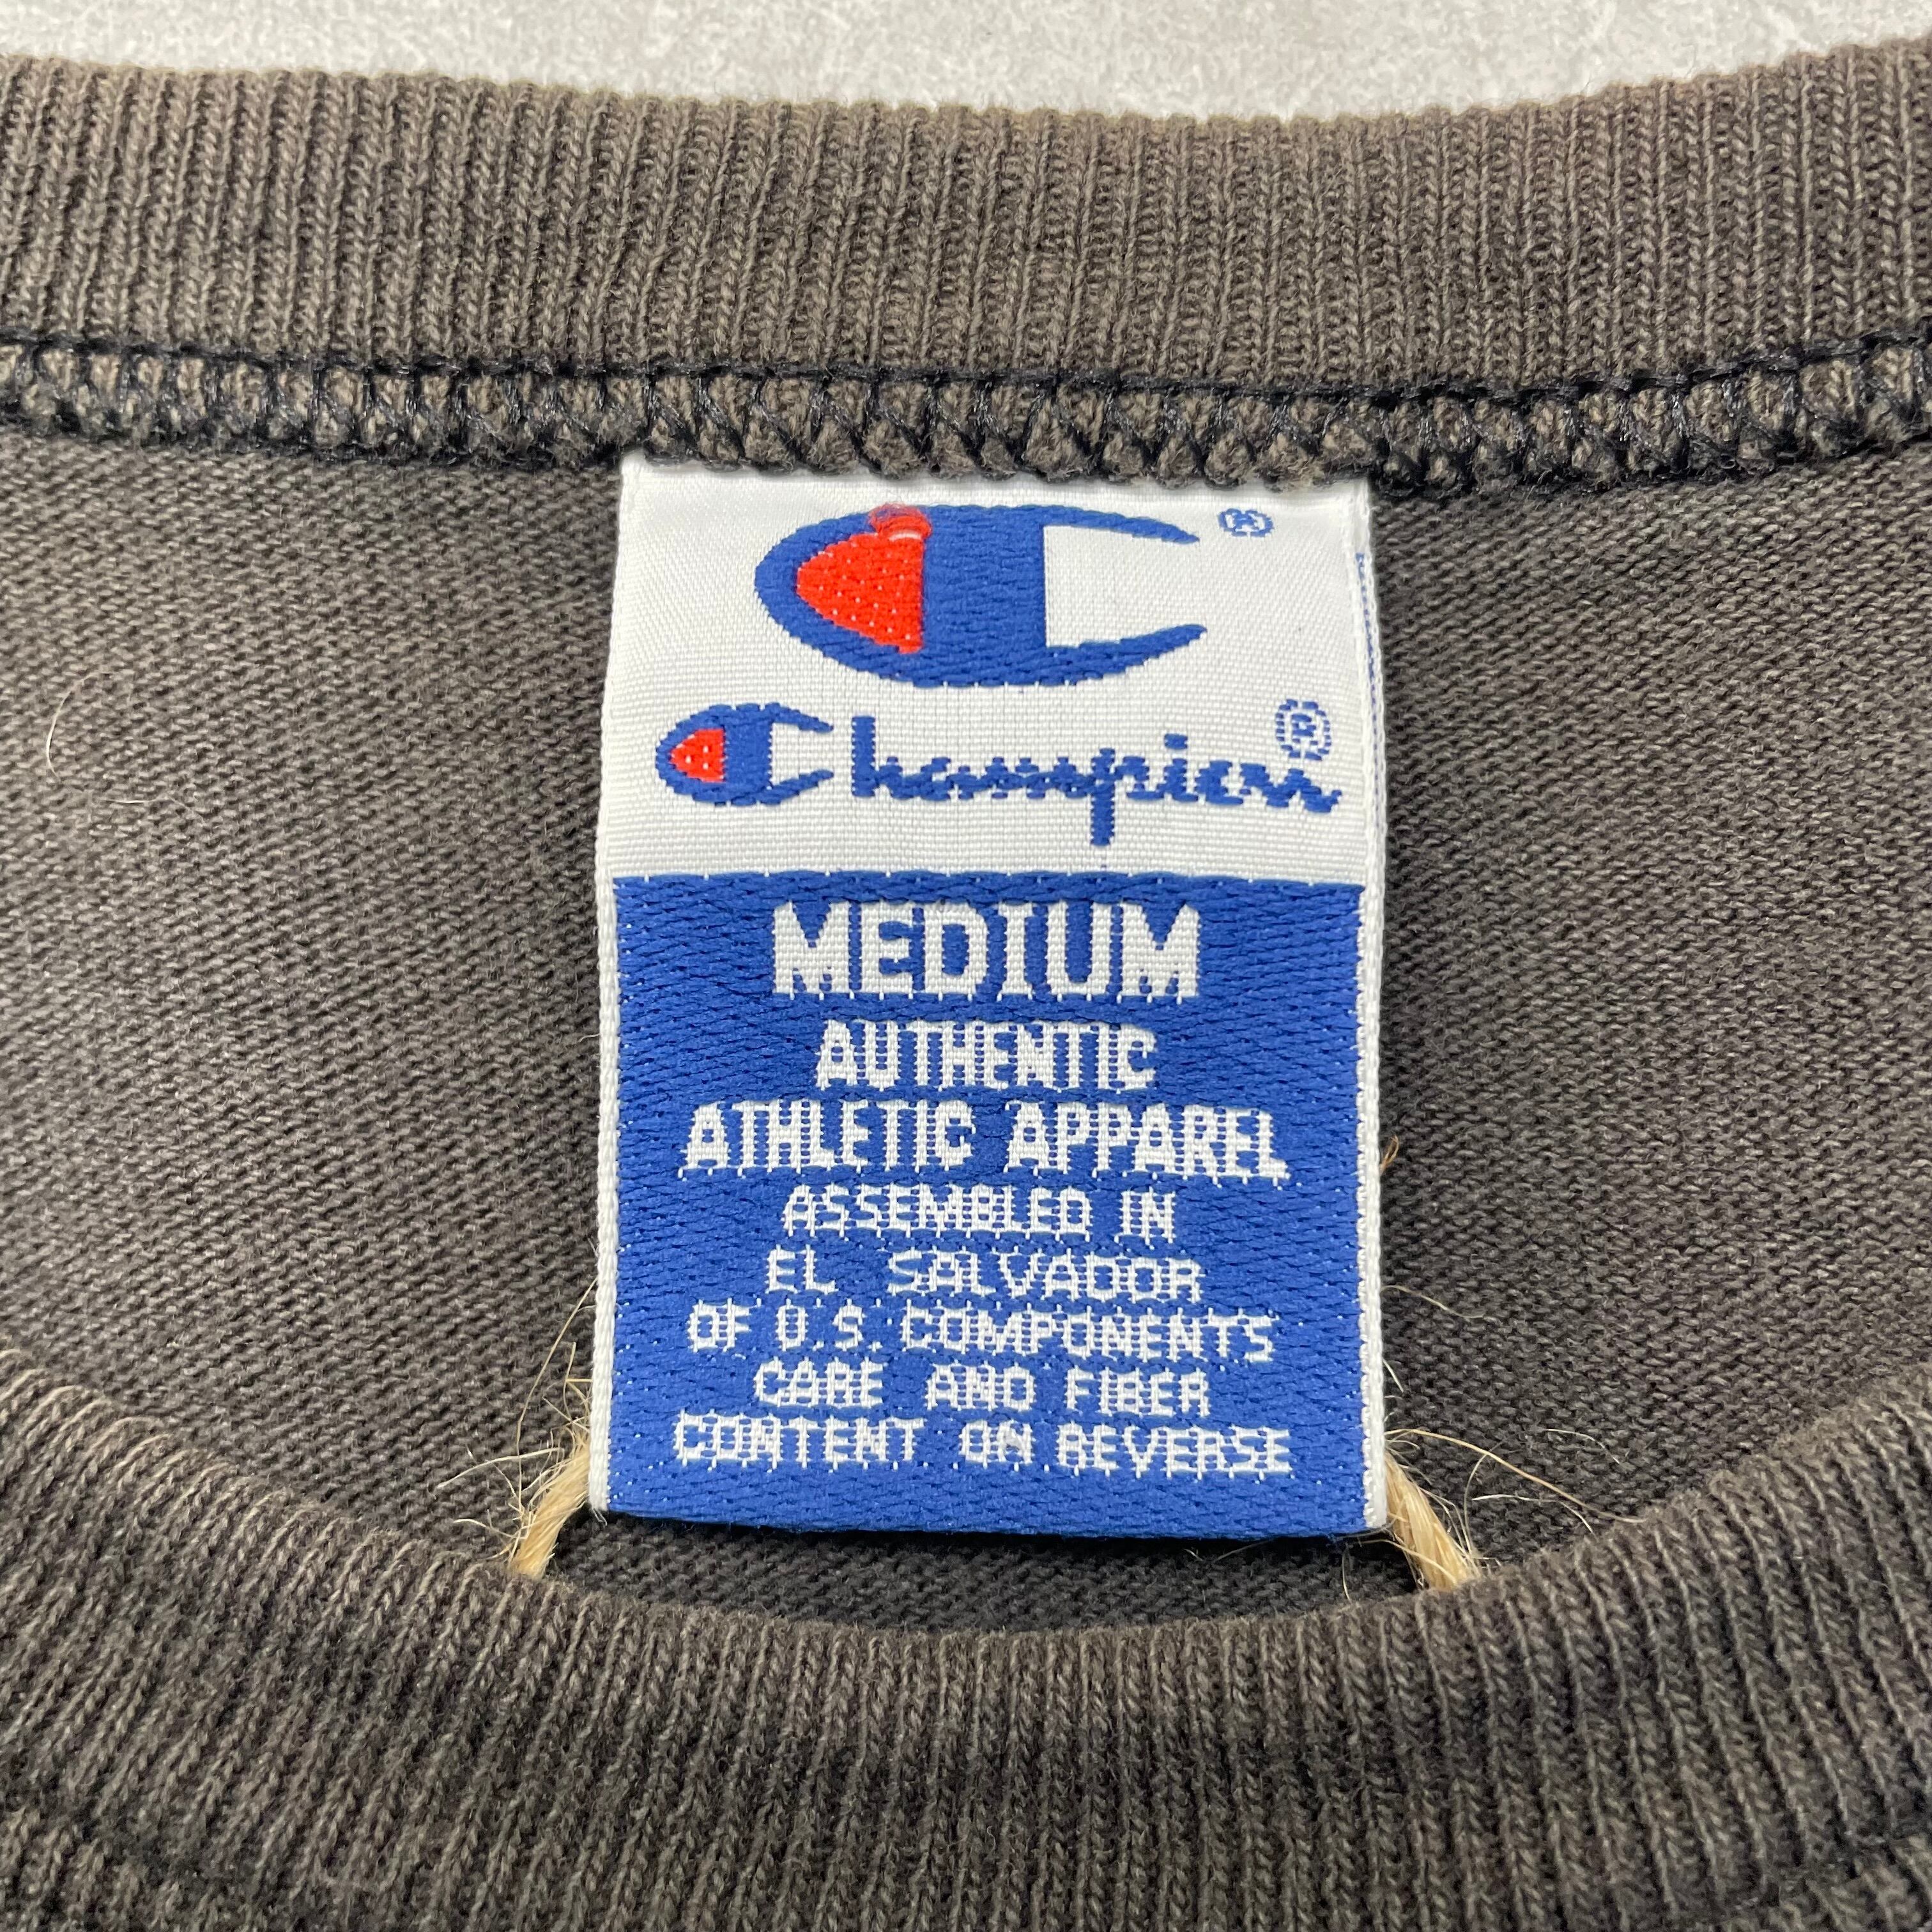 ®
Champion®
MEDIUM
AUTHENTIC
ATHLETIC APPAREL
ASSEMBLED IN
EL SALVADOR
OF U.S. COMPONENTS
CARE AND FIBER
CONTENT ON REVERSE